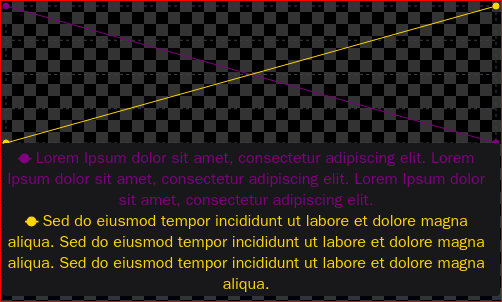 Lorem Ipsum dolor sit amet, consectetur adipiscing elit. Lorem
Ipsum dolor sit amet, consectetur adipiscing elit. Lorem Ipsum dolor
sit amet, consectetur adipiscing elit.
Sed do eiusmod tempor incididunt ut labore et dolore magna
aliqua. Sed do eiusmod tempor incididunt ut labore et dolore magna
aliqua. Sed do eiusmod tempor incididunt ut labore et dolore magna
aliqua.